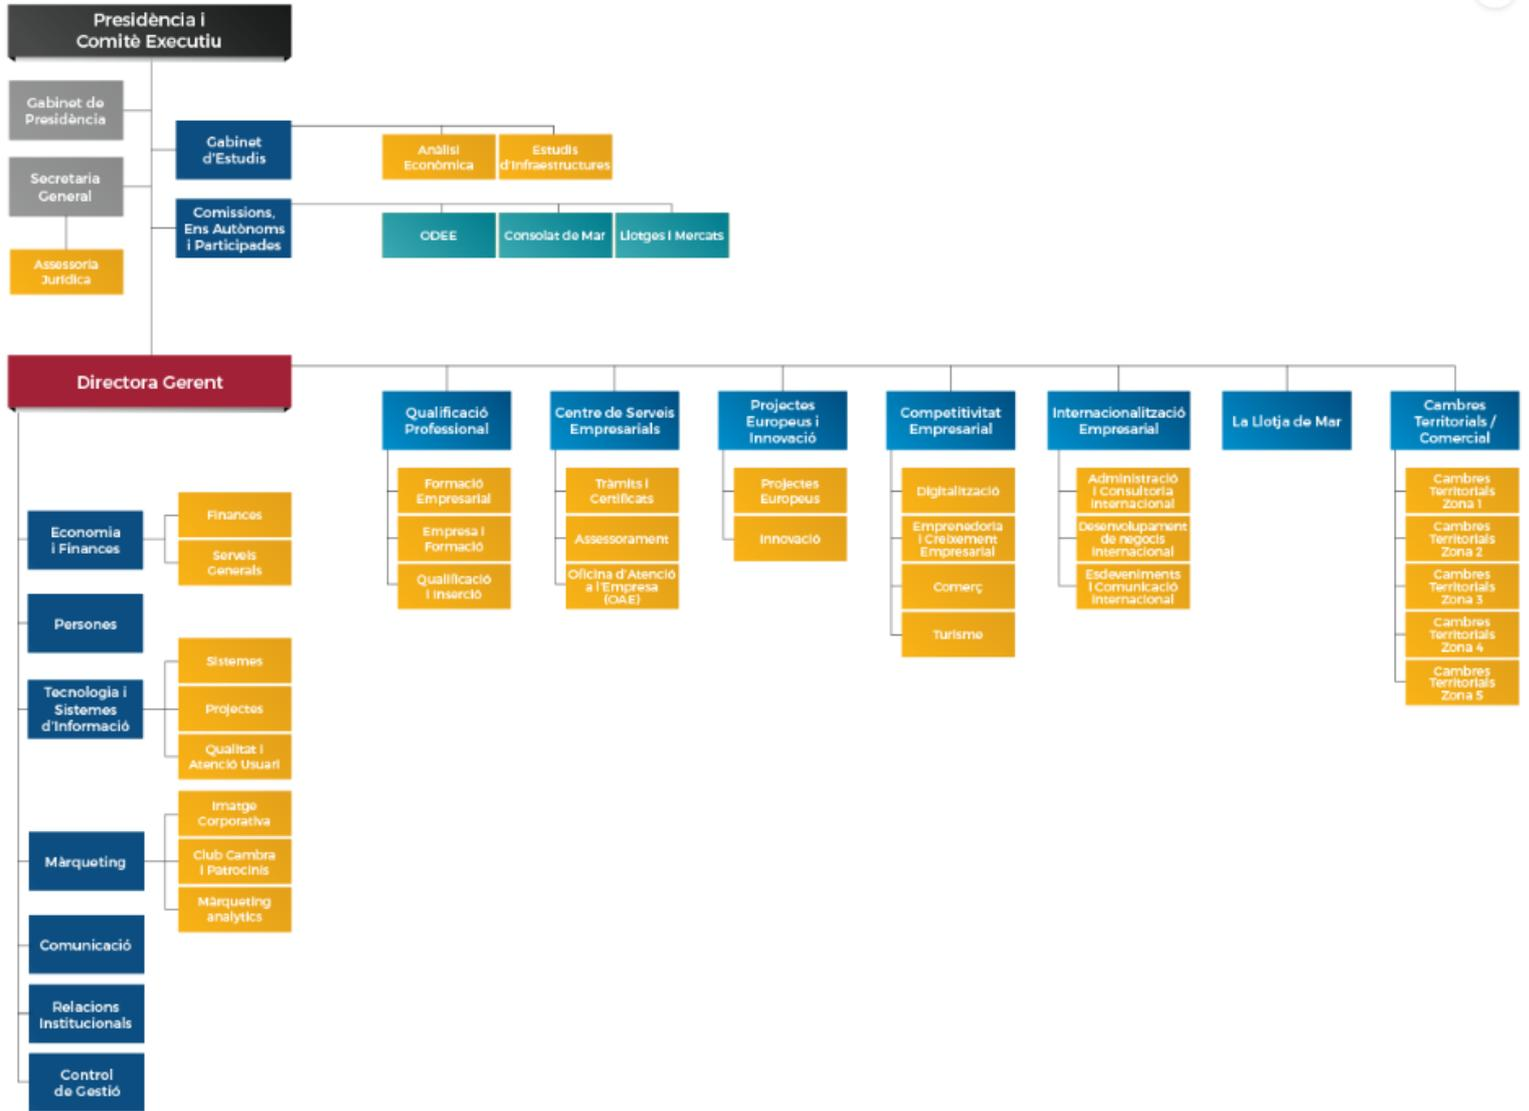 Presidència i
Comitè Executiu
Gabinet de
Presidència
Secretaria
General
Assessoria
Jurídica
Gabinet
d'Estudis
Anàlisi
Econòmica
Estudis
d'Infraestructures
Comissions,
Ens Autònoms
i Participades
ODEE
Consolat de Mar
Llotges i Mercats
Directora Gerent
Economia
i Finances
Finances
Serveis
Generals
Persones
Tecnologia i
Sistemes
d'Informació
Sistemes
Projectes
Qualitat i
Atenció Usuari
Màrqueting
Imatge
Corporativa
Club Cambra
i Patrocinis
Màrqueting
analytics
Comunicació
Relacions
Institucionals
Control
de Gestió
Qualificació
Professional
Formació
Empresarial
Empresa i
Formació
Qualificació
i Inserció
Centre de Serveis
Empresarials
Tràmits i
Certificats
Assessorament
Oficina d'Atenció
a l'Empresa
(OAE)
Projectes
Europeus i
Innovació
Projectes
Europeus
Innovació
Competitivitat
Empresarial
Digitalització
Emprenedoria
i Creixement
Empresarial
Comerç
Turisme
Internacionalització
Empresarial
Administració
i Consultoria
Internacional
Desenvolupament
de negocis
Internacional
Esdeveniments
i Comunicació
Internacional
La Llotja de Mar
Cambres
Territorials /
Comercial
Cambres
Territorials
Zona 1
Cambres
Territorials
Zona 2
Cambres
Territorials
Zona 3
Cambres
Territorials
Zona 4
Cambres
Territorials
Zona 5